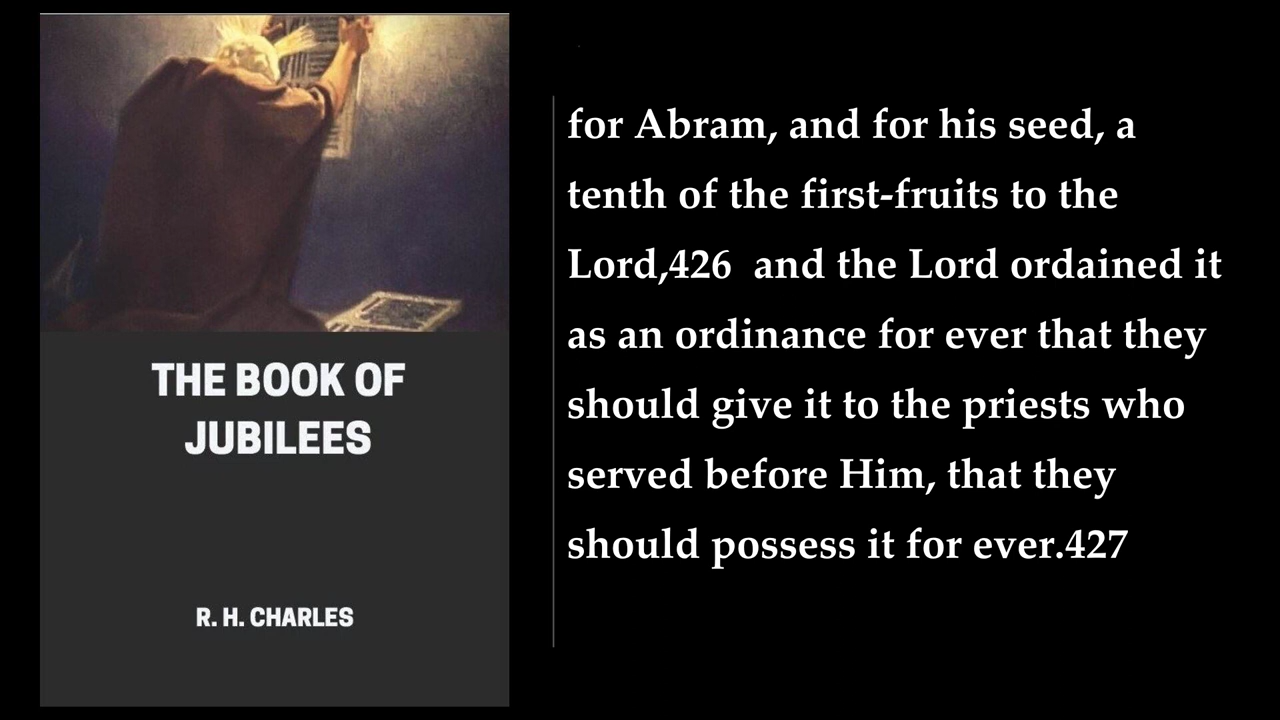 THE BOOK OF
JUBILEES
R. H. CHARLES
for Abram, and for his seed, a
tenth of the first-fruits to the
Lord,426  and the Lord ordained it
as an ordinance for ever that they
should give it to the priests who
served before Him, that they
should possess it for ever.427